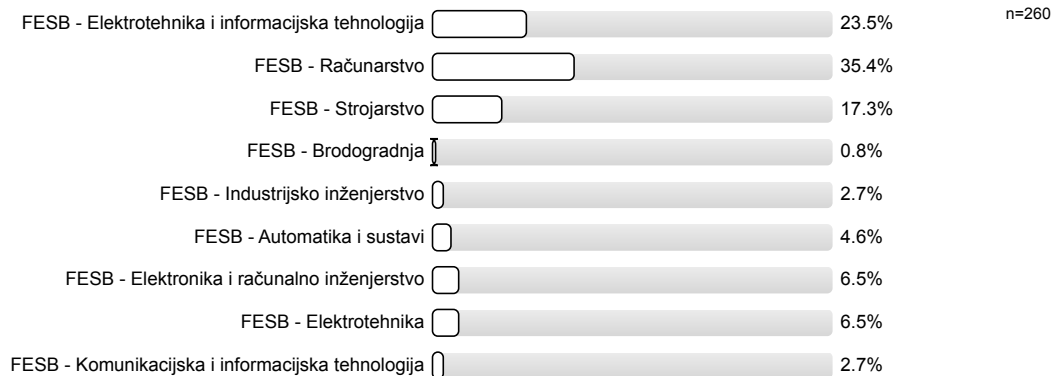 FESB - Elektrotehnika i informacijska tehnologija 23.5% n=260
FESB - Računarstvo 35.4%
FESB - Strojarstvo 17.3%
FESB - Brodogradnja 0.8%
FESB - Industrijsko inženjerstvo 2.7%
FESB - Automatika i sustavi 4.6%
FESB - Elektronika i računalno inženjerstvo 6.5%
FESB - Elektrotehnika 6.5%
FESB - Komunikacijska i informacijska tehnologija 2.7%